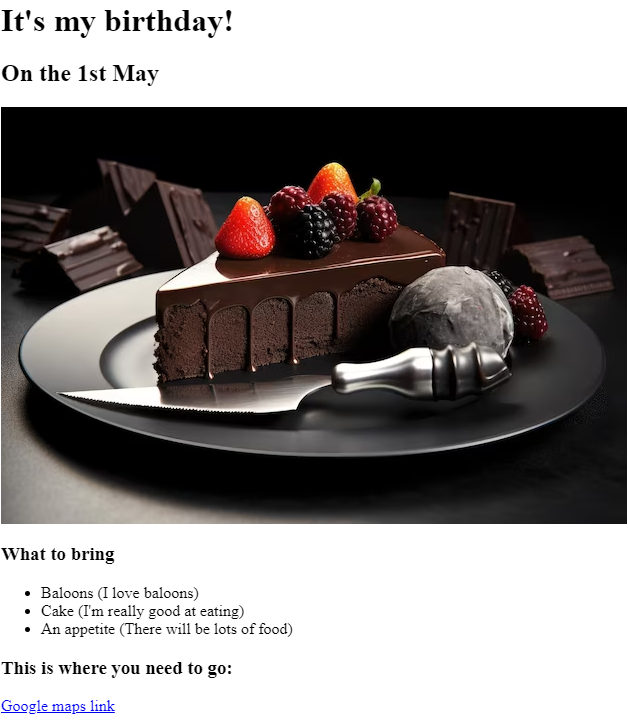 It's my birthday!
On the 1st May
What to bring
Baloons (I love baloons)
Cake (I'm really good at eating)
An appetite (There will be lots of food)
This is where you need to go:
Google maps link